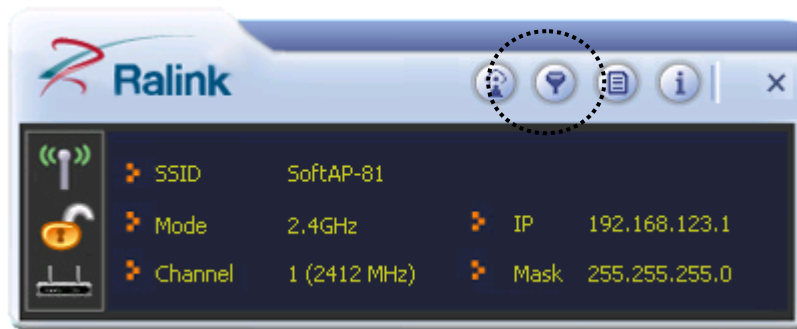 Ralink
SSID SoftAP-81
Mode 2.4GHz IP 192.168.123.1
Channel 1 (2412 MHz) Mask 255.255.255.0